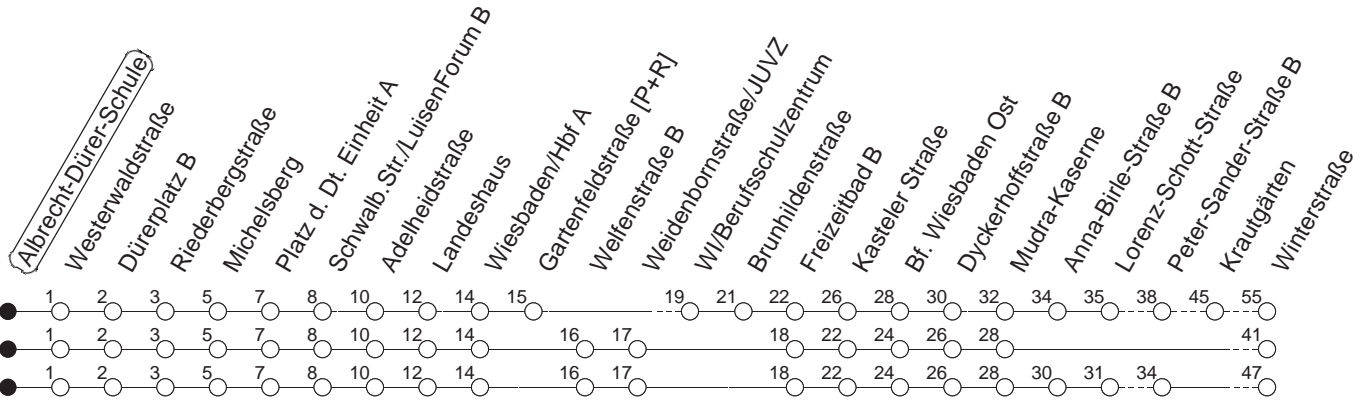 Albrecht-Dürer-Schule
Westerwaldstraße
Dürerplatz B
Riederbergstraße
Michelsberg
Platz d. Dt. Einheit A
Schwalb.Str./LuisenForum B
Adelheidstraße
Landeshaus
Wiesbaden/Hbf A
Gartenfeldstraße [P+R]
Welfenstraße B
Weidenbornstraße/JUVZ
WI/Berufsschulzentrum
Brunhildenstraße
Freizeitbad B
Kasteler Straße
Bf. Wiesbaden Ost
Dyckerhoffstraße B
Mudra-Kaserne
Anna-Birle-Straße B
Lorenz-Schott-Straße
Peter-Sander-Straße B
Krautgärten
Winterstraße
1 2 3 5 7 8 10 12 14 15 19 21 22 26 28 30 32 34 35 38 45 55
1 2 3 5 7 8 10 12 14 16 17 18 22 24 26 28 41
1 2 3 5 7 8 10 12 14 16 17 18 22 24 26 28 30 31 34 47